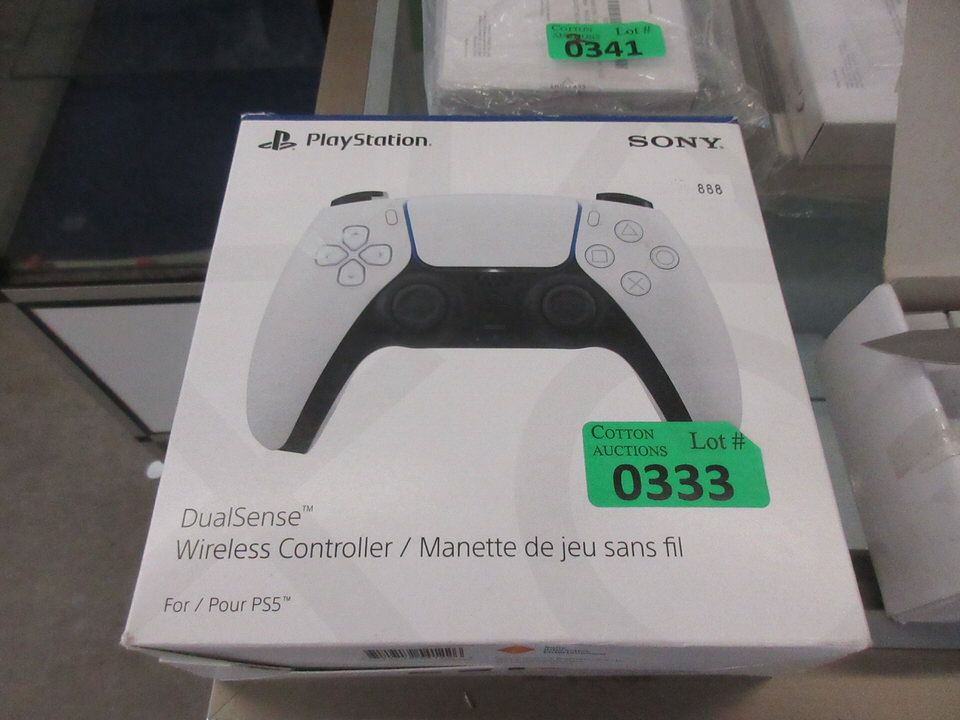 COTTON Lot #
AUCTIONS
0341
PlayStation
SONY
888
COTTON Lot #
AUCTIONS
0333
DualSense™
Wireless Controller / Manette de jeu sans fil
For / Pour PS5™